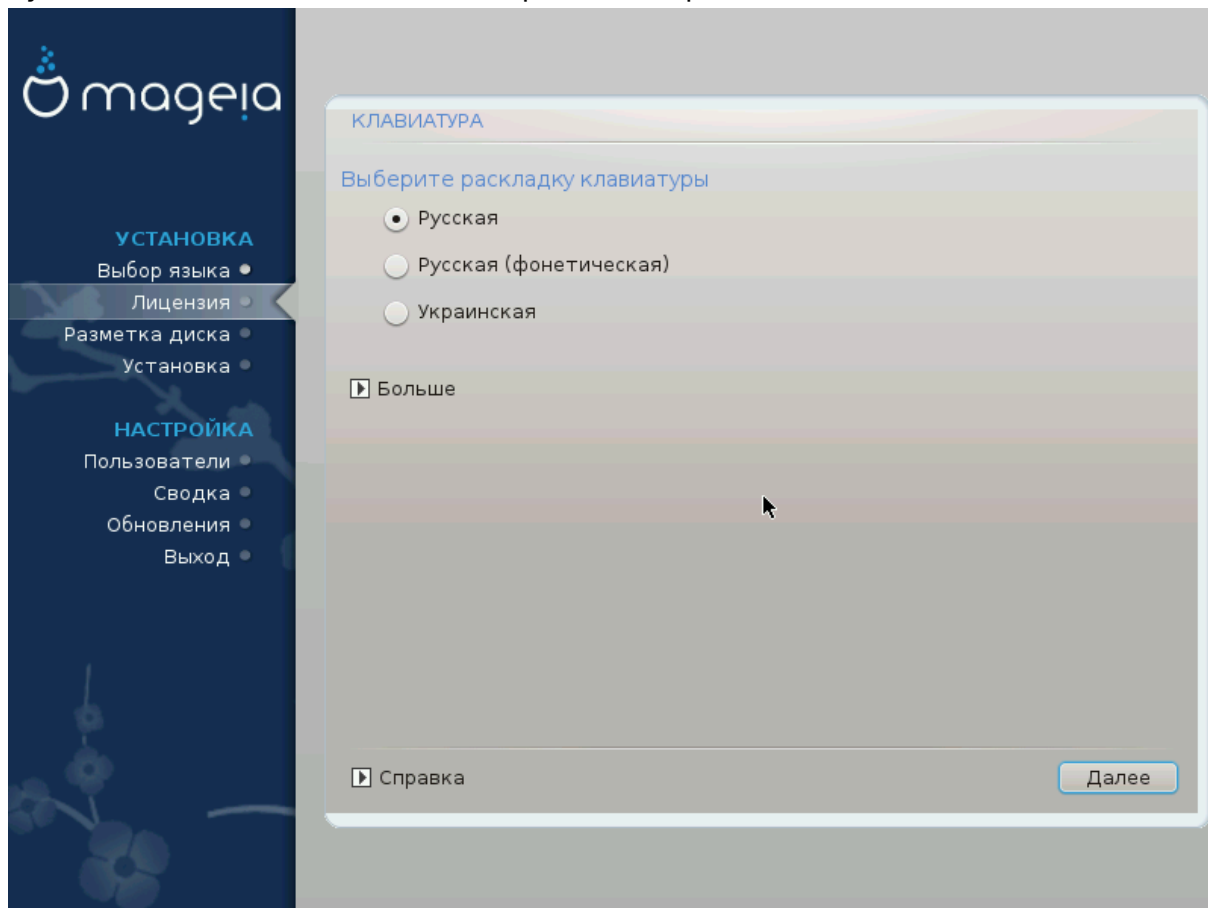 mageia
УСТАНОВКА
Выбор языка
Лицензия
Разметка диска
Установка
НАСТРОЙКА
Пользователи
Сводка
Обновления
Выход
КЛАВИАТУРА
Выберите раскладку клавиатуры
Русская
Русская (фонетическая)
Украинская
Больше
Справка
Далее